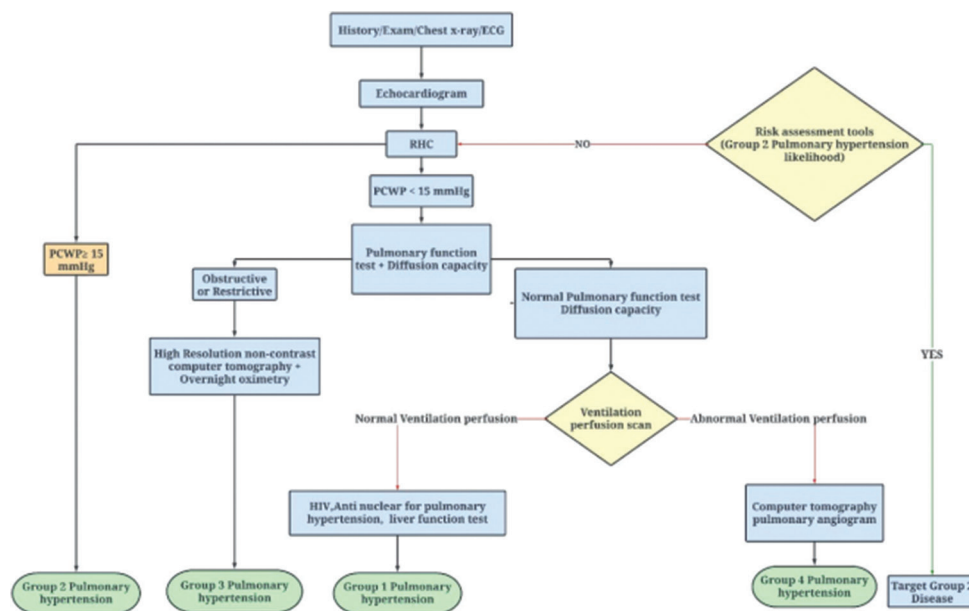 History/Exam/Chest x-ray/ECG
Echocardiogram
RHC
NO
Risk assessment tools
(Group 2 Pulmonary hypertension
likelihood)
PCWP < 15 mmHg
PCWP≥ 15
mmHg
Pulmonary function
test + Diffusion capacity
Obstructive
or Restrictive
Normal Pulmonary function test
Diffusion capacity
High Resolution non-contrast
computer tomography +
Overnight oximetry
YES
Normal Ventilation perfusion
Ventilation
perfusion scan
Abnormal Ventilation perfusion
HIV,Anti nuclear for pulmonary
hypertension, liver function test
Computer tomography
pulmonary angiogram
Group 2 Pulmonary
hypertension
Group 3 Pulmonary
hypertension
Group 1 Pulmonary
hypertension
Group 4 Pulmonary
hypertension
Target Group 2
Disease